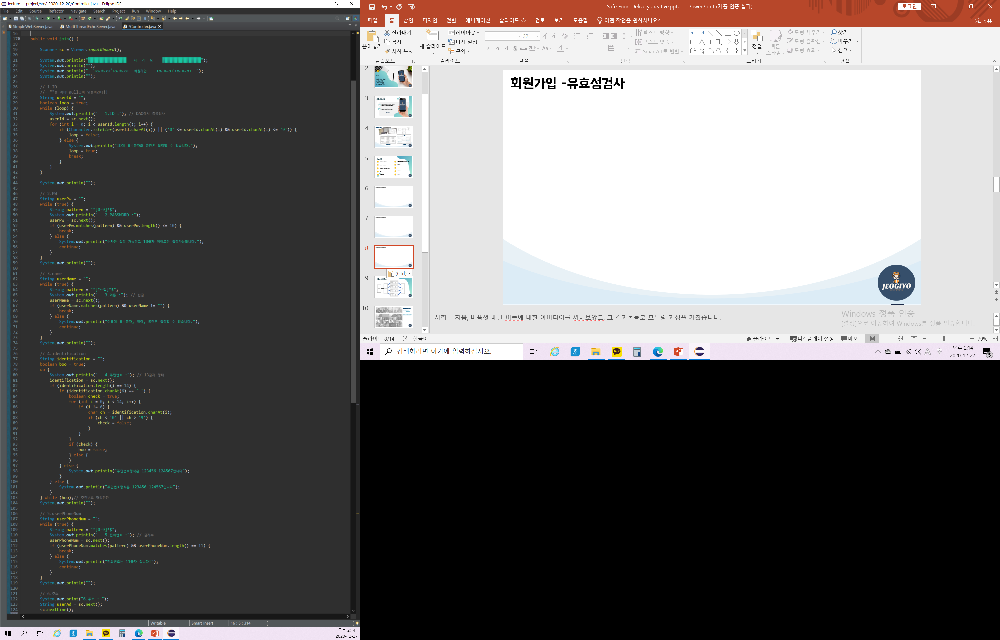 lecture - _project/src/_2020_12_20/Controller.java - Eclipse IDE
File Edit Source Refactor Navigate Search Project Run Window Help
SimpleWebServer.java MultiThreadEchoServer.java *Controller.java
16
17 public void join() {
18
19 Scanner sc = Viewer.inputKboard();
20
21 System.out.println("                저 기 요                ");
22 System.out.println("");
23 System.out.println(" 회원가입 ");
24 System.out.println("");
25
26 // 1.ID
27 //= ""을 써야 null값이 안들어간다!!
28 String userId = "";
29 boolean loop = true;
30 while (loop) {
31 System.out.println("   1.ID :"); // DAO에서 중복검사
32 userId = sc.next();
33 for (int i = 0; i < userId.length(); i++) {
34 if (Character.isLetter(userId.charAt(i)) || ('0' <= userId.charAt(i) && userId.charAt(i) <= '9')) {
35 loop = false;
36 } else {
37 System.out.println("ID에 특수문자와 공란은 입력할 수 없습니다.");
38 loop = true;
39 break;
40 }
41 }
42 }
43
44 System.out.println("");
45
46 // 2.PW
47 String userPw = "";
48 while (true) {
49 String pattern = "^[0-9]*$";
50 System.out.println("   2.PASSWORD :");
51 userPw = sc.next();
52 if (userPw.matches(pattern) && userPw.length() <= 10) {
53 break;
54 } else {
55 System.out.println("숫자만 입력 가능하고 10글자 이하로만 입력가능합니다.");
56 continue;
57 }
58 }
59 System.out.println("");
60
61 // 3.name
62 String userName = "";
63 while (true) {
64 String pattern = "^[가-힣]*$";
65 System.out.println("   3.이름 :"); // 한글
66 userName = sc.next();
67 if (userName.matches(pattern) && userName != "") {
68 break;
69 } else {
70 System.out.println("이름에 특수문자, 영어, 공란은 입력할 수 없습니다.");
71 continue;
72 }
73 }
74 System.out.println("");
75
76 // 4.identification
77 String identification = "";
78 boolean boo = true;
79 do {
80 System.out.println("   4.주민번호 :"); // 13글자 형태
81 identification = sc.next();
82 if (identification.length() == 14) {
83 if (identification.charAt(6) == '-') {
84 boolean check = true;
85 for (int i = 0; i < 14; i++) {
86 if (i != 6) {
87 char ch = identification.charAt(i);
88 if (ch < '0' || ch > '9') {
89 check = false;
90 }
91 }
92 }
93 if (check) {
94 boo = false;
95 } else {
96 }
97 } else {
98 System.out.println("주민번호형식은 123456-124567입니다");
99 }
100 } else {
101 System.out.println("주민번호형식은 123456-124567입니다");
102 }
103 } while (boo);// 주민번호 형식판단
104 System.out.println("");
105
106 // 5.userPhoneNum
107 String userPhoneNum = "";
108 while (true) {
109 String pattern = "^[0-9]*$";
110 System.out.println("   5.전화번호 :"); // 글자수
111 userPhoneNum = sc.next();
112 if (userPhoneNum.matches(pattern) && userPhoneNum.length() == 11) {
113 break;
114 } else {
115 System.out.println("전화번호는 11글자 입니다!");
116 continue;
117 }
118 }
119 System.out.println("");
120
121 // 6.주소
122 System.out.print("6.주소 : ");
123 String userAd = sc.next();
124 sc.nextLine();
Writable Smart Insert 16 : 5 : 314
오후 2:14
2020-12-27
Safe Food Delivery-creative.pptx - PowerPoint (제품 인증 실패)
로그인
파일 홈 삽입 디자인 전환 애니메이션 슬라이드 쇼 검토 보기 도움말 어떤 작업을 원하시나요? 공유
붙여넣기 잘라내기 복사 서식 복사 클립보드
새 슬라이드 레이아웃 다시 설정 구역 슬라이드
32 가 가 가 가 가 S 가나 간나 Aa 가 글꼴
텍스트 방향 텍스트 맞춤 SmartArt로 변환 단락
정렬 빠른 스타일 도형 채우기 도형 윤곽선 도형 효과 그리기
찾기 바꾸기 선택 편집
2
3
4
5
6
7
8
(Ctrl)
9
10
회원가입 -유효성검사
JEOGIYO
Windows 정품 인증
[설정]으로 이동하여 Windows를 정품 인증합니다.
저희는 처음, 마음껏 배달 어플에 대한 아이디어를 꺼내보았고, 그 결과물들로 모델링 과정을 거쳤습니다.
슬라이드 8/14 한국어 슬라이드 노트 디스플레이 설정 메모 79%
검색하려면 여기에 입력하십시오.
오후 2:14
2020-12-27
5